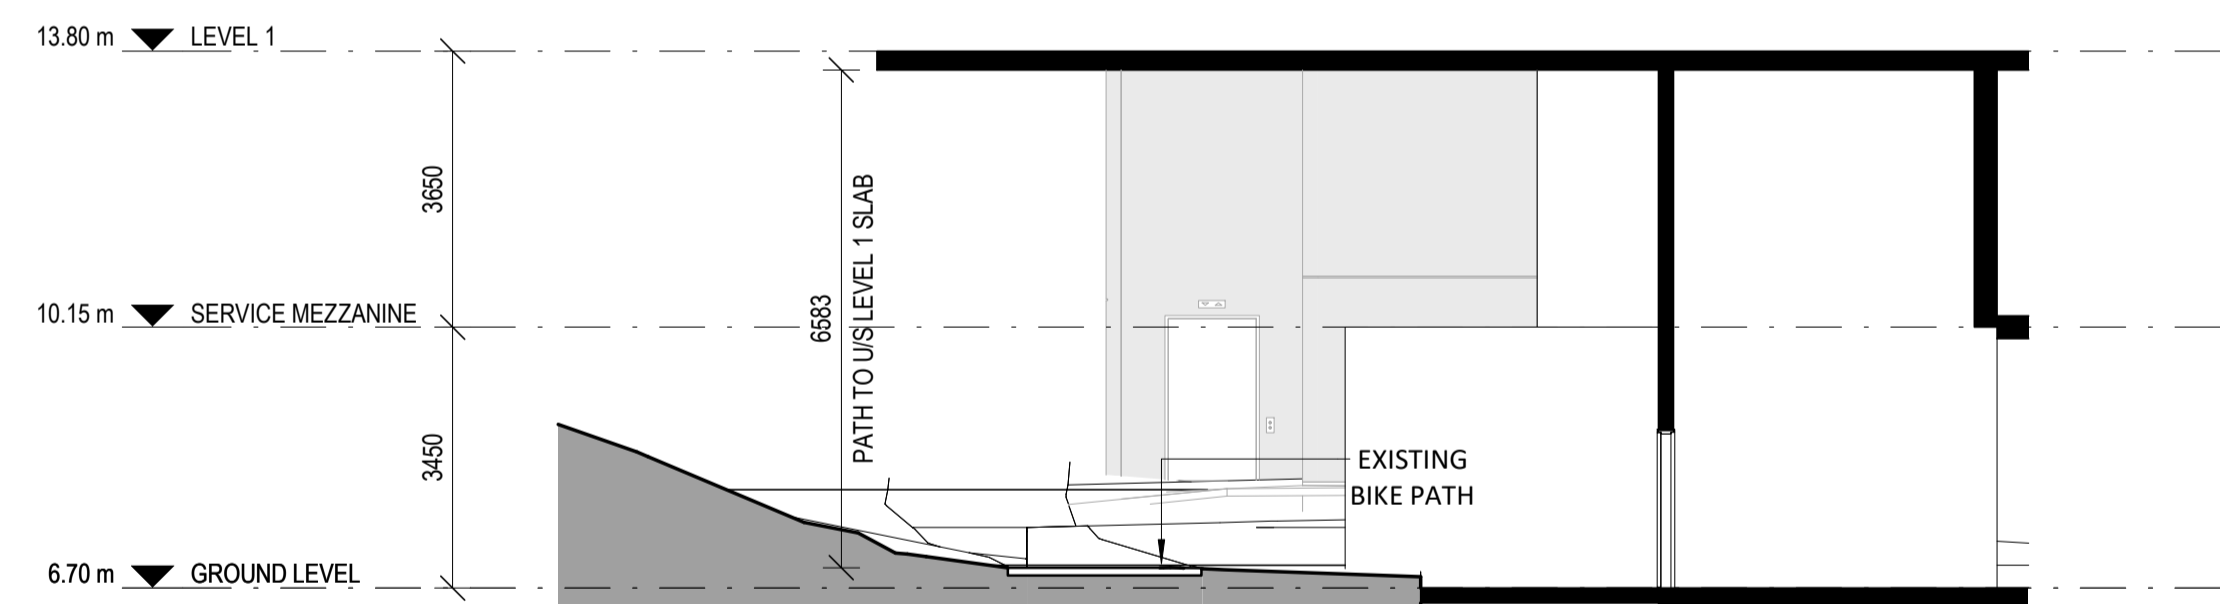 13.80 m LEVEL 1
3650
6583
PATH TO U/S LEVEL 1 SLAB
10.15 m SERVICE MEZZANINE
3450
EXISTING
BIKE PATH
6.70 m GROUND LEVEL